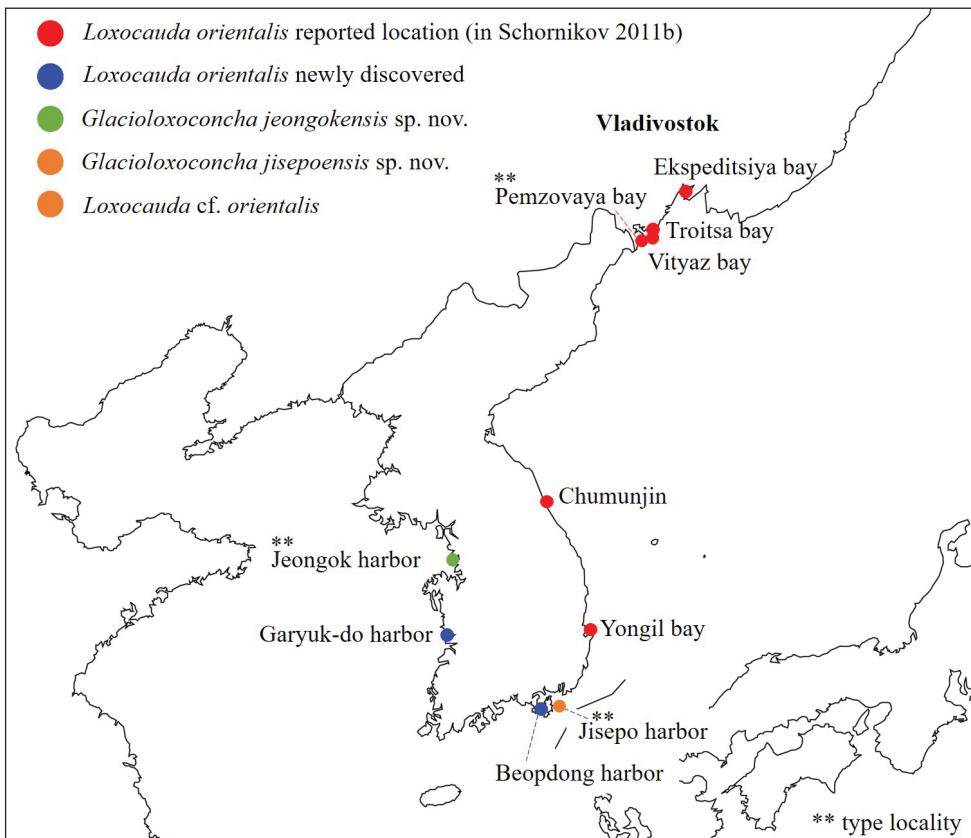 Loxocauda orientalis reported location (in Schornikov 2011b)
Loxocauda orientalis newly discovered
Glacioloxoconcha jeongokensis sp. nov.
Glacioloxoconcha jisepoensis sp. nov.
Loxocauda cf. orientalis
Vladivostok
Ekspeditsiya bay
**
Pemzovaya bay
Troitsa bay
Vityaz bay
Chumunjin
**
Jeongok harbor
Garyuk-do harbor
Yongil bay
**
Jisepo harbor
Beopdong harbor
** type locality